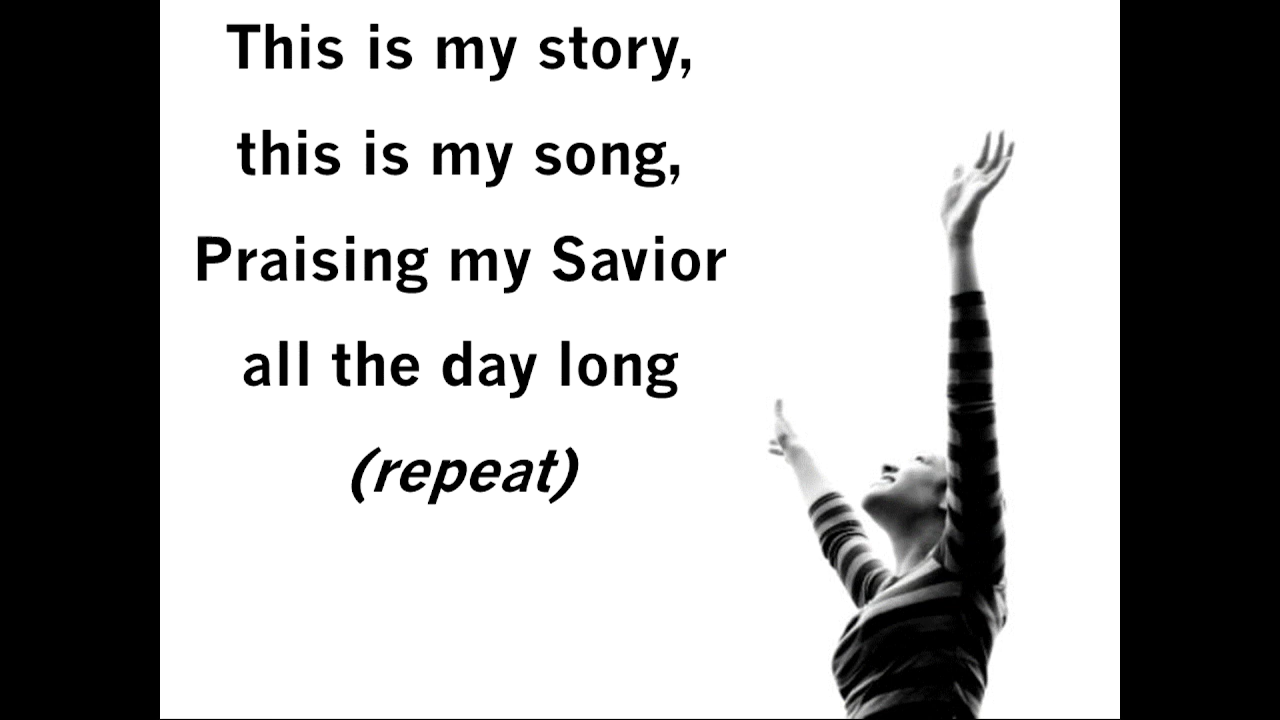 This is my story,
this is my song,
Praising my Savior
all the day long
(repeat)